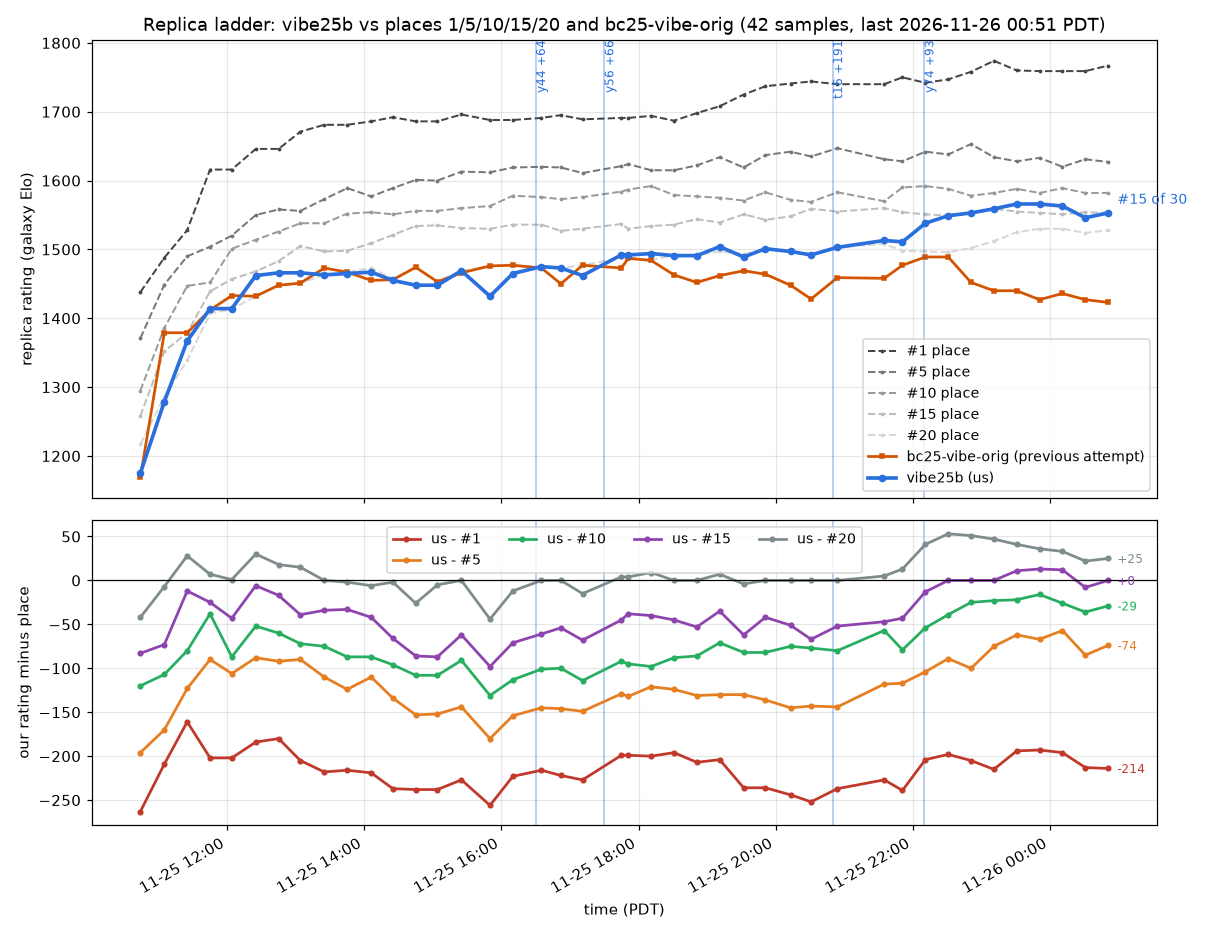 Replica ladder: vibe25b vs places 1/5/10/15/20 and bc25-vibe-orig (42 samples, last 2026-11-26 00:51 PDT)
1800
1700
1600
1500
1400
1300
1200
replica rating (galaxy Elo)
y44 +64
y56 +66
t16 +191
y74 +93
#15 of 30
#1 place
#5 place
#10 place
#15 place
#20 place
bc25-vibe-orig (previous attempt)
vibe25b (us)
50
0
−50
−100
−150
−200
−250
our rating minus place
us - #1
us - #5
us - #10
us - #15
us - #20
+25
+0
-29
-74
-214
11-25 12:00
11-25 14:00
11-25 16:00
11-25 18:00
11-25 20:00
11-25 22:00
11-26 00:00
time (PDT)